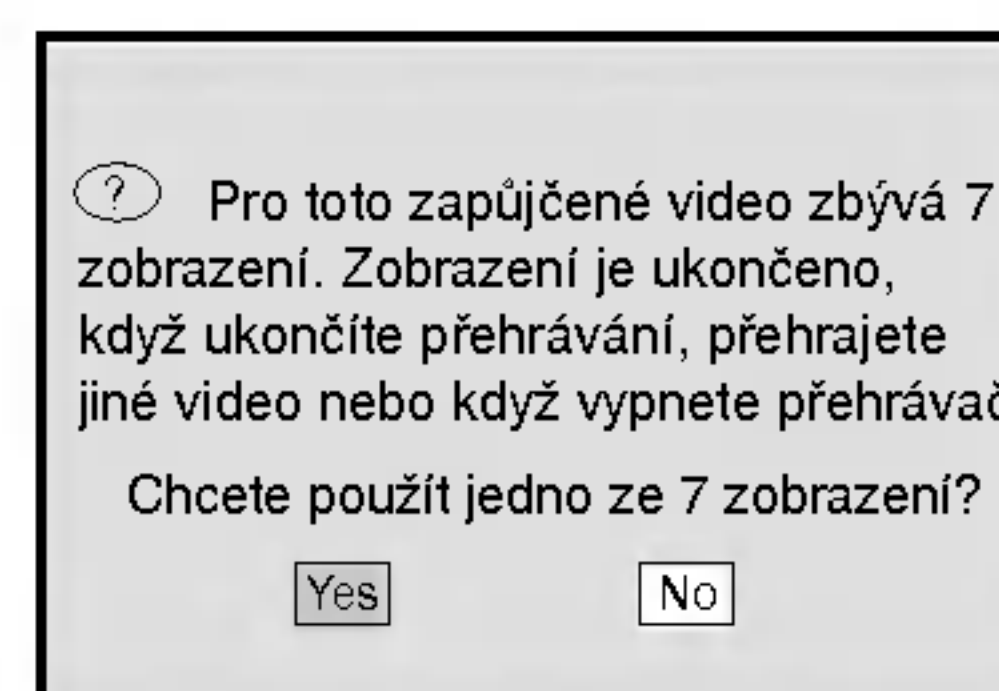 ? Pro toto zapůjčené video zbývá 7
zobrazení. Zobrazení je ukončeno,
když ukončíte přehrávání, přehrajete
jiné video nebo když vypnete přehrávač
Chcete použít jedno ze 7 zobrazení?
Yes No